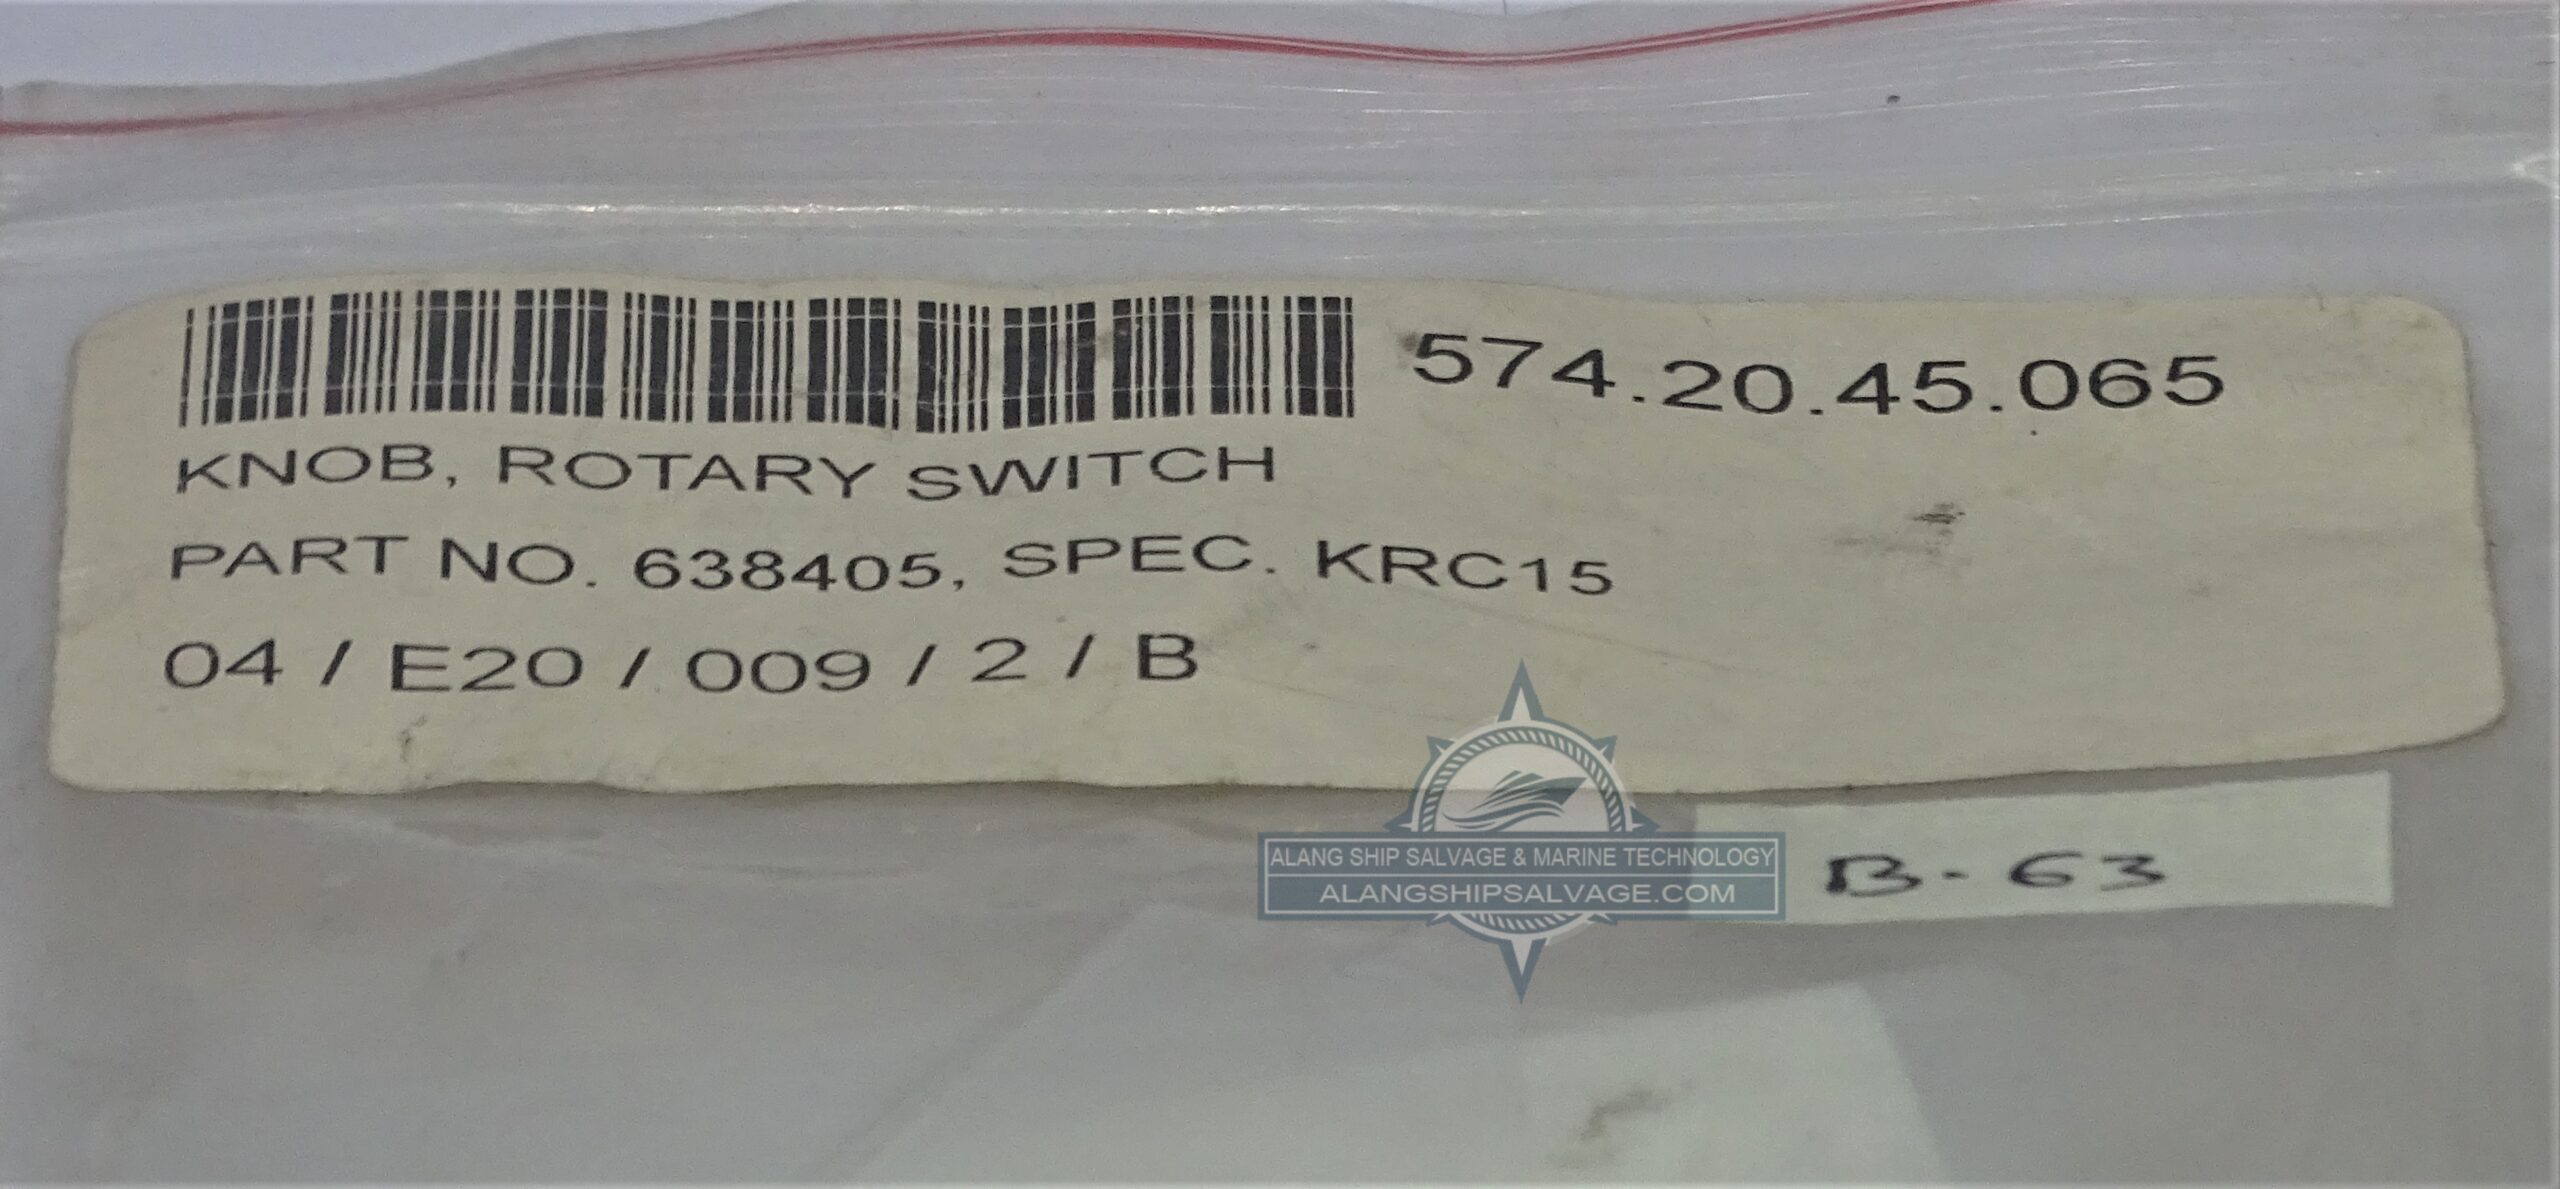 574.20.45.065
KNOB, ROTARY SWITCH
PART NO. 638405, SPEC. KRC15
04 / E20 / 009 / 2 / B
ALANG SHIP SALVAGE & MARINE TECHNOLOGY
ALANGSHIPSALVAGE.COM
B-63